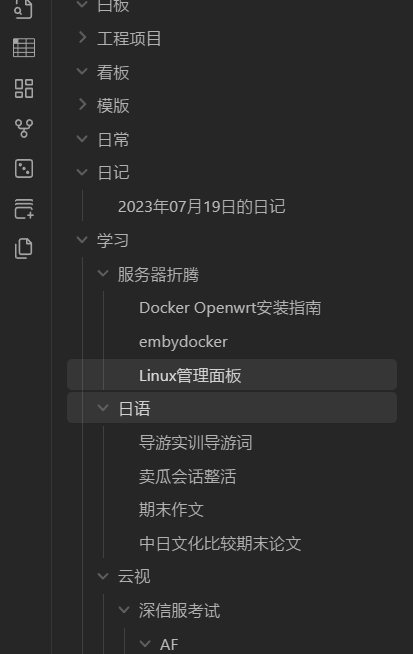 白板
工程项目
看板
模版
日常
日记
2023年07月19日的日记
学习
服务器折腾
Docker Openwrt安装指南
embydocker
Linux管理面板
日语
导游实训导游词
卖瓜会话整活
期末作文
中日文化比较期末论文
云视
深信服考试
AF